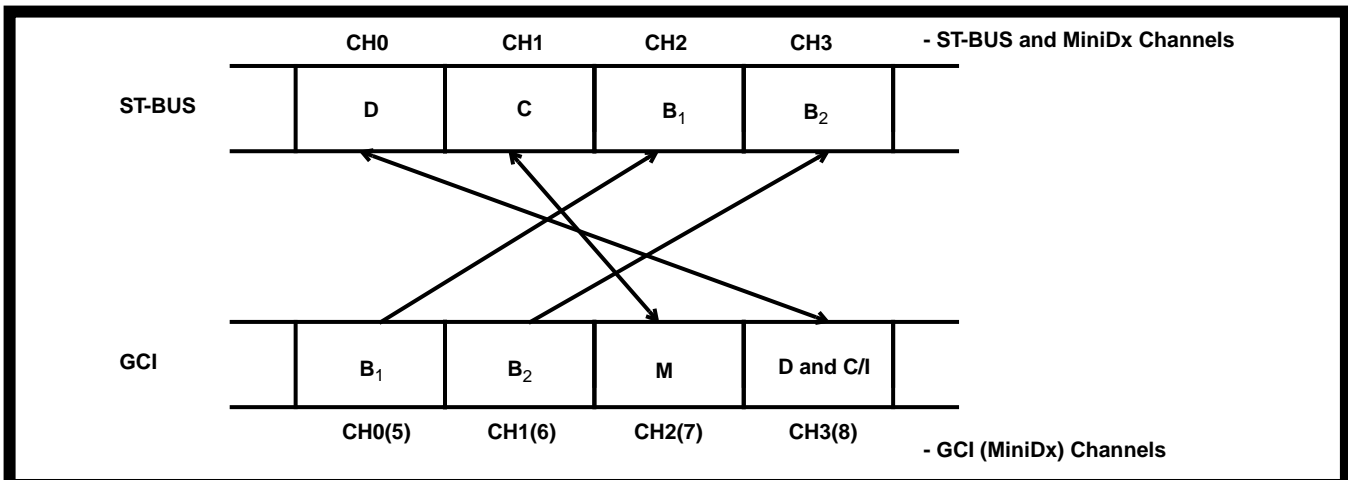 CH0 CH1 CH2 CH3 - ST-BUS and MiniDx Channels
ST-BUS D C B₁ B₂
GCI B₁ B₂ M D and C/I
CH0(5) CH1(6) CH2(7) CH3(8)
- GCI (MiniDx) Channels